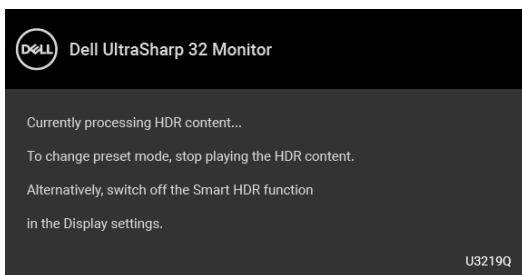 DELL
Dell UltraSharp 32 Monitor
Currently processing HDR content...
To change preset mode, stop playing the HDR content.
Alternatively, switch off the Smart HDR function
in the Display settings.
U3219Q